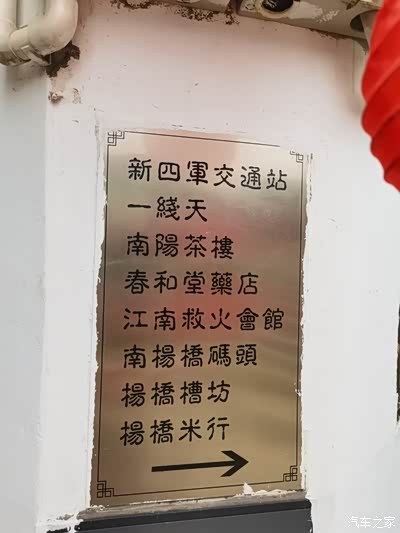 新四軍交通站
一綫天
南陽茶樓
春和堂藥店
江南救火會館
南楊橋碼頭
楊橋槽坊
楊橋米行
汽车之家